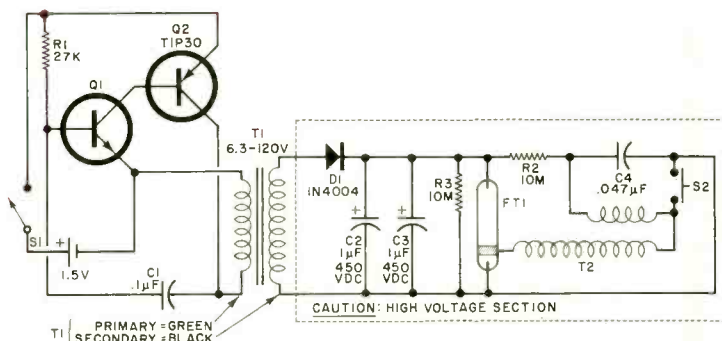 R1
27K
Q1
Q2
TIP30
S1
+
1.5V
C1
.1µF
T1
6.3-120V
D1
1N4004
+
C2
1µF
450
VDC
+
C3
1µF
450
VDC
R3
10M
FT1
R2
10M
C4
.047µF
S2
T2
CAUTION: HIGH VOLTAGE SECTION
T1 { PRIMARY = GREEN
SECONDARY = BLACK